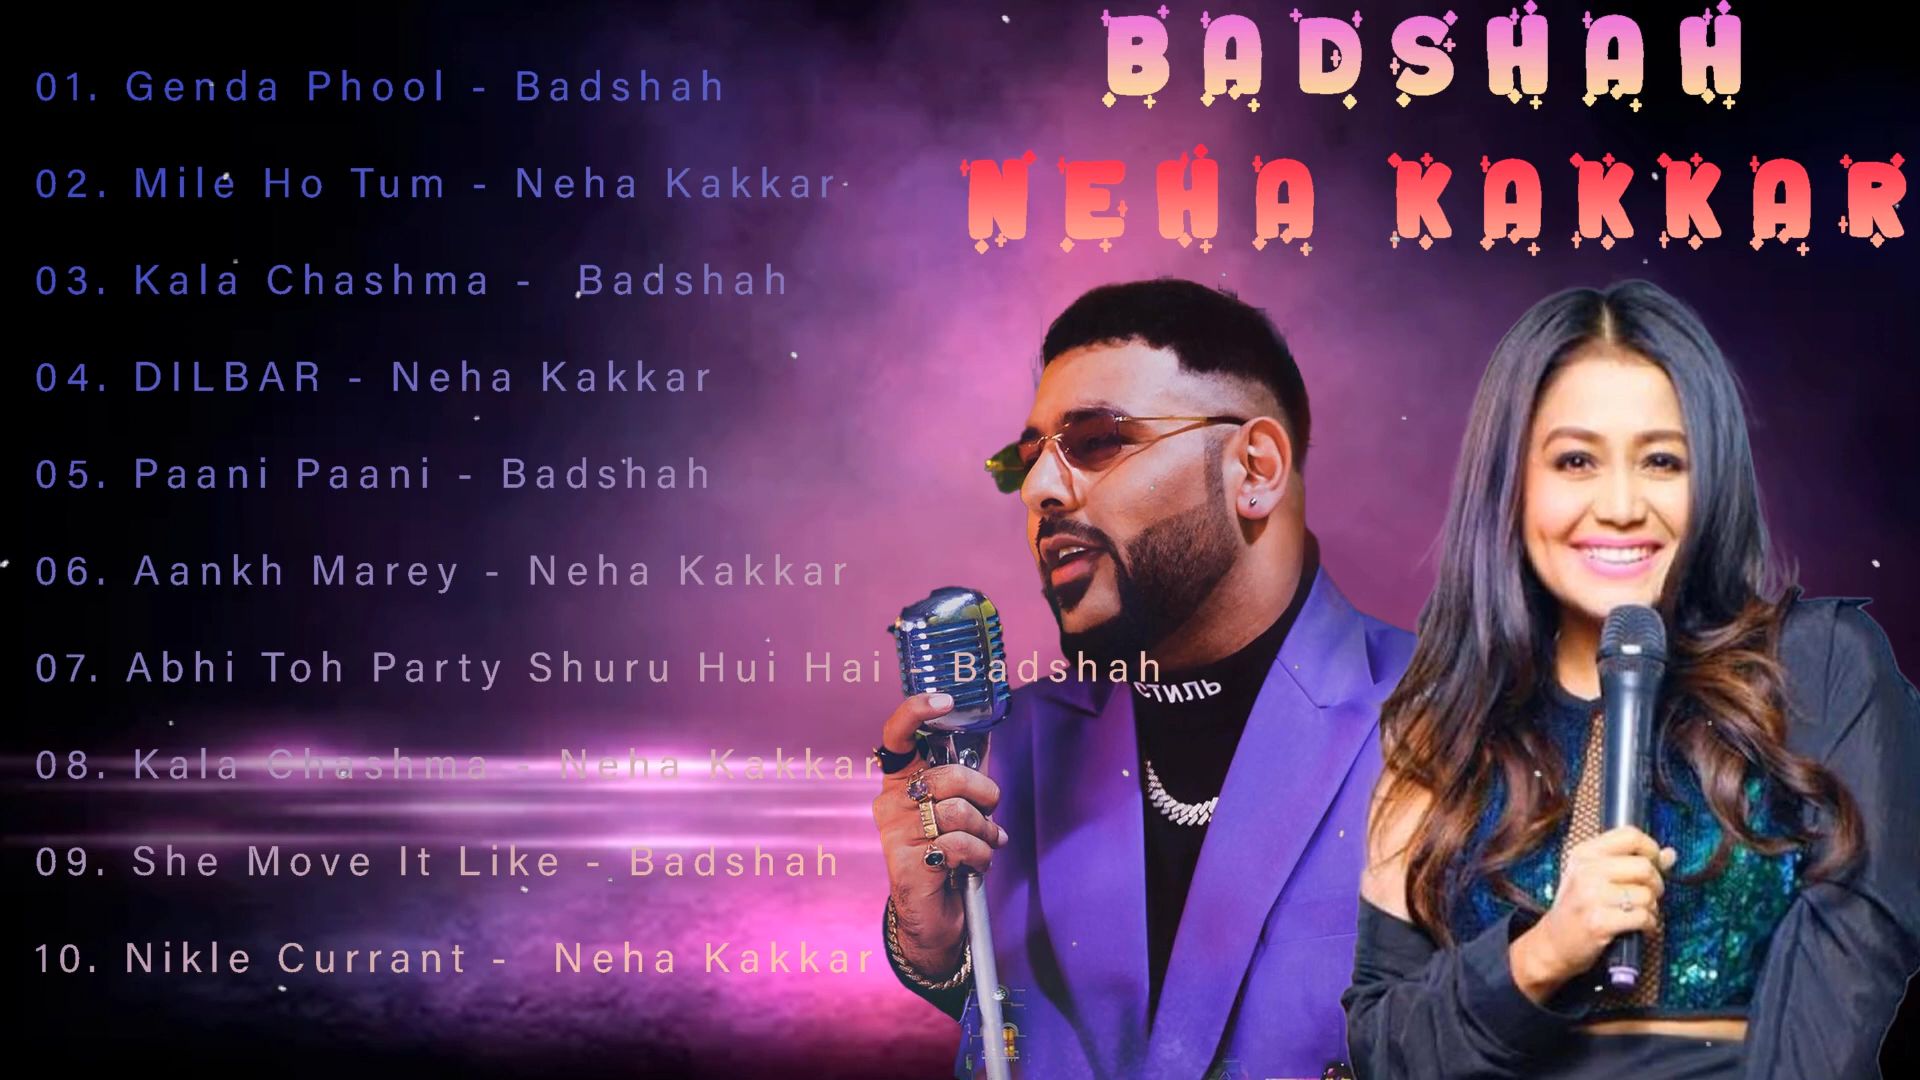 BADSHAH
NEHA KAKKAR
01. Genda Phool - Badshah
02. Mile Ho Tum - Neha Kakkar
03. Kala Chashma - Badshah
04. DILBAR - Neha Kakkar
05. Paani Paani - Badshah
06. Aankh Marey - Neha Kakkar
07. Abhi Toh Party Shuru Hui Hai - Badshah
08. Kala Chashma - Neha Kakkar
09. She Move It Like - Badshah
10. Nikle Currant - Neha Kakkar
СТИЛЬ